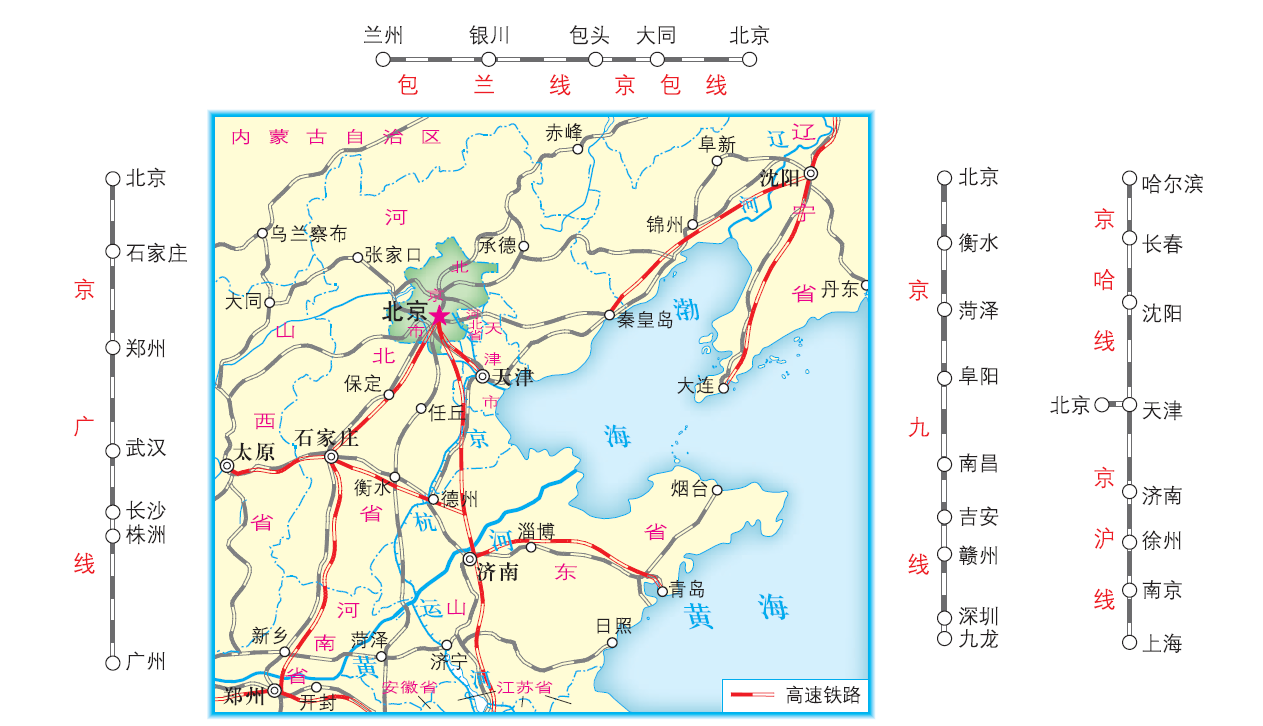 兰州 银川 包头 大同 北京
包 兰 线 京 包 线
北京
石家庄
郑州
武汉
长沙
株洲
广州
京
广
线
内蒙古自治区
赤峰
阜新
辽
辽
沈阳
河
宁
河
锦州
乌兰察布
张家口
承德
北
京
市
大同
北京
河北省
天
津
市
省
丹东
秦皇岛
渤
山
北
保定
天津
大连
任丘
西
京
海
太原
石家庄
衡水
德州
烟台
省
省
杭
河
淄博
省
济南
东
青岛
河
运
山
黄
海
日照
新乡
南
菏泽
济宁
黄
省
安徽省
河
江苏省
郑州
开封
高速铁路
北京
衡水
菏泽
阜阳
南昌
吉安
赣州
深圳
九龙
京
九
线
哈尔滨
长春
沈阳
北京
天津
济南
徐州
南京
上海
京
哈
线
京
沪
线